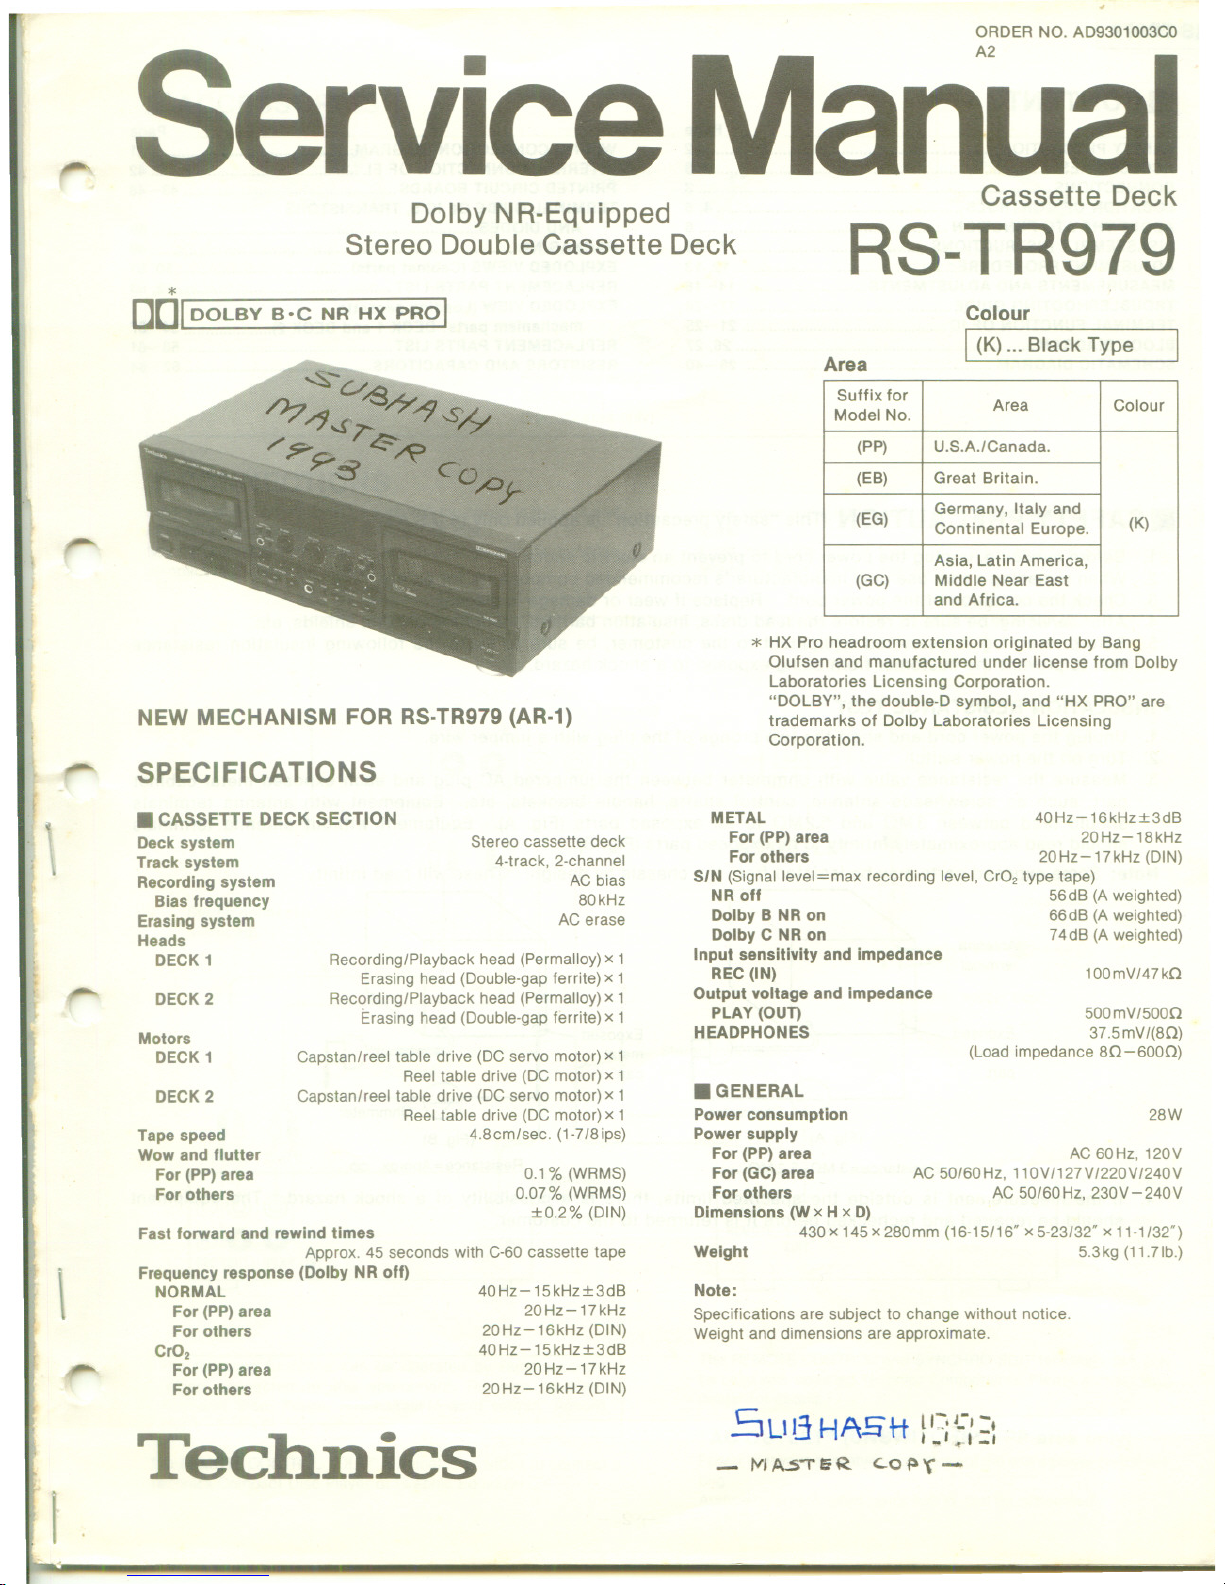 ORDER NO. AD9301003C0
A2
Service Manual
Cassette Deck
Dolby NR-Equipped
Stereo Double Cassette Deck
RS-TR979
*
DOLBY B·C NR HX PRO
Colour
(K) ... Black Type
Area
Suffix for Model No. Area Colour
(PP) U.S.A./Canada.
(EB) Great Britain.
(EG) Germany, Italy and Continental Europe. (K)
(GC) Asia, Latin America, Middle Near East and Africa.
SUBHASH
MASTER COPY
1993
Technics
* HX Pro headroom extension originated by Bang
Olufsen and manufactured under license from Dolby
Laboratories Licensing Corporation.
“DOLBY”, the double-D symbol, and “HX PRO” are
trademarks of Dolby Laboratories Licensing
Corporation.
NEW MECHANISM FOR RS-TR979 (AR-1)
SPECIFICATIONS
■ CASSETTE DECK SECTION
Deck system Stereo cassette deck
Track system 4-track, 2-channel
Recording system AC bias
Bias frequency 80kHz
Erasing system AC erase
Heads
DECK 1 Recording/Playback head (Permalloy)×1
Erasing head (Double-gap ferrite)×1
DECK 2 Recording/Playback head (Permalloy)×1
Erasing head (Double-gap ferrite)×1
Motors
DECK 1 Capstan/reel table drive (DC servo motor)×1
Reel table drive (DC motor)×1
DECK 2 Capstan/reel table drive (DC servo motor)×1
Reel table drive (DC motor)×1
Tape speed 4.8cm/sec. (1-7/8ips)
Wow and flutter
For (PP) area 0.1% (WRMS)
For others 0.07% (WRMS)
±0.2% (DIN)
Fast forward and rewind times
Approx. 45 seconds with C-60 cassette tape
Frequency response (Dolby NR off)
NORMAL 40Hz–15kHz±3dB
For (PP) area 20Hz–17kHz
For others 20Hz–16kHz (DIN)
CrO₂ 40Hz–15kHz±3dB
For (PP) area 20Hz–17kHz
For others 20Hz–16kHz (DIN)
METAL 40Hz–16kHz±3dB
For (PP) area 20Hz–18kHz
For others 20Hz–17kHz (DIN)
S/N (Signal level=max recording level, CrO₂ type tape)
NR off 56dB (A weighted)
Dolby B NR on 66dB (A weighted)
Dolby C NR on 74dB (A weighted)
Input sensitivity and impedance
REC (IN) 100mV/47kΩ
Output voltage and impedance
PLAY (OUT) 500mV/500Ω
HEADPHONES 37.5mV/(8Ω)
(Load impedance 8Ω–600Ω)
■ GENERAL
Power consumption 28W
Power supply
For (PP) area AC 60Hz, 120V
For (GC) area AC 50/60Hz, 110V/127V/220V/240V
For others AC 50/60Hz, 230V–240V
Dimensions (W×H×D)
430×145×280mm (16-15/16″×5-23/32″×11-1/32″)
Weight 5.3kg (11.7lb.)
Note:
Specifications are subject to change without notice.
Weight and dimensions are approximate.
Technics
SUBHASH 1993
— MASTER COPY —